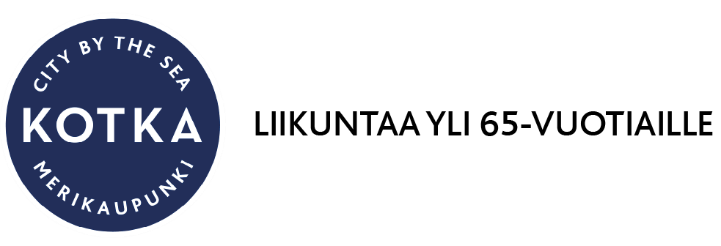 CITY BY THE SEA
KOTKA
MERIKAUPUNKI
LIIKUNTAA YLI 65-VUOTIAILLE